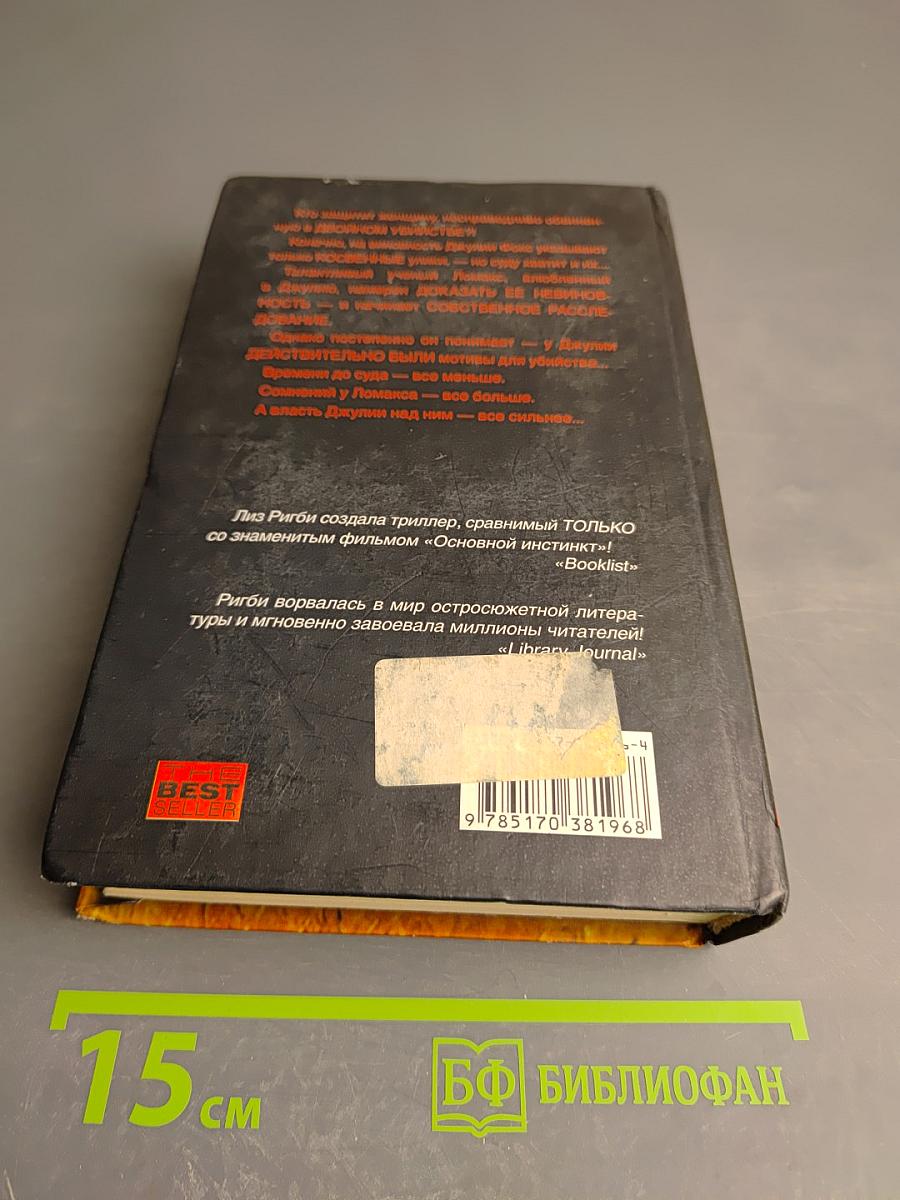 Кто защитит женщину, несправедливо обвинен-
ную в ДВОЙНОМ УБИЙСТВЕ?!
Конечно, на виновность Джулии Фокс указывают
только КОСВЕННЫЕ улики, — но суду хватит и их...
Талантливый ученый Ломакс, влюбленный
в Джулию, намерен ДОКАЗАТЬ ЕЕ НЕВИНОВ-
НОСТЬ — и начинает СОБСТВЕННОЕ РАССЛЕ-
ДОВАНИЕ.
Однако постепенно он понимает — у Джулии
ДЕЙСТВИТЕЛЬНО БЫЛИ мотивы для убийства...
Времени до суда — все меньше.
Сомнений у Ломакса — все больше.
А власть Джулии над ним — все сильнее...
Лиз Ригби создала триллер, сравнимый ТОЛЬКО
со знаменитым фильмом «Основной инстинкт»!
«Booklist»
Ригби ворвалась в мир остросюжетной литера-
туры и мгновенно завоевала миллионы читателей!
«Library Journal»
THE
BEST
SELLER
9 785170 381968
15 см
БФ БИБЛИОФАН